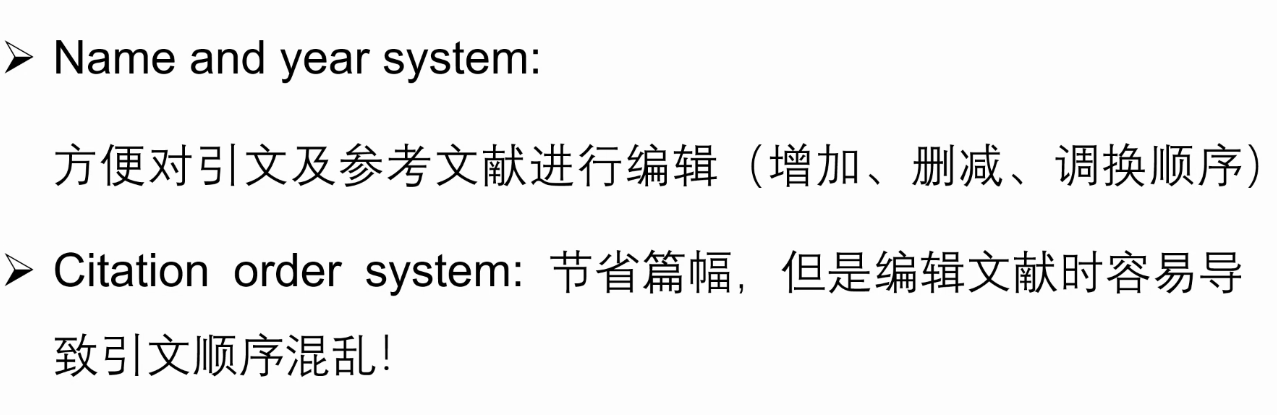 ➢ Name and year system:
方便对引文及参考文献进行编辑（增加、删减、调换顺序）
➢ Citation order system: 节省篇幅，但是编辑文献时容易导
致引文顺序混乱！